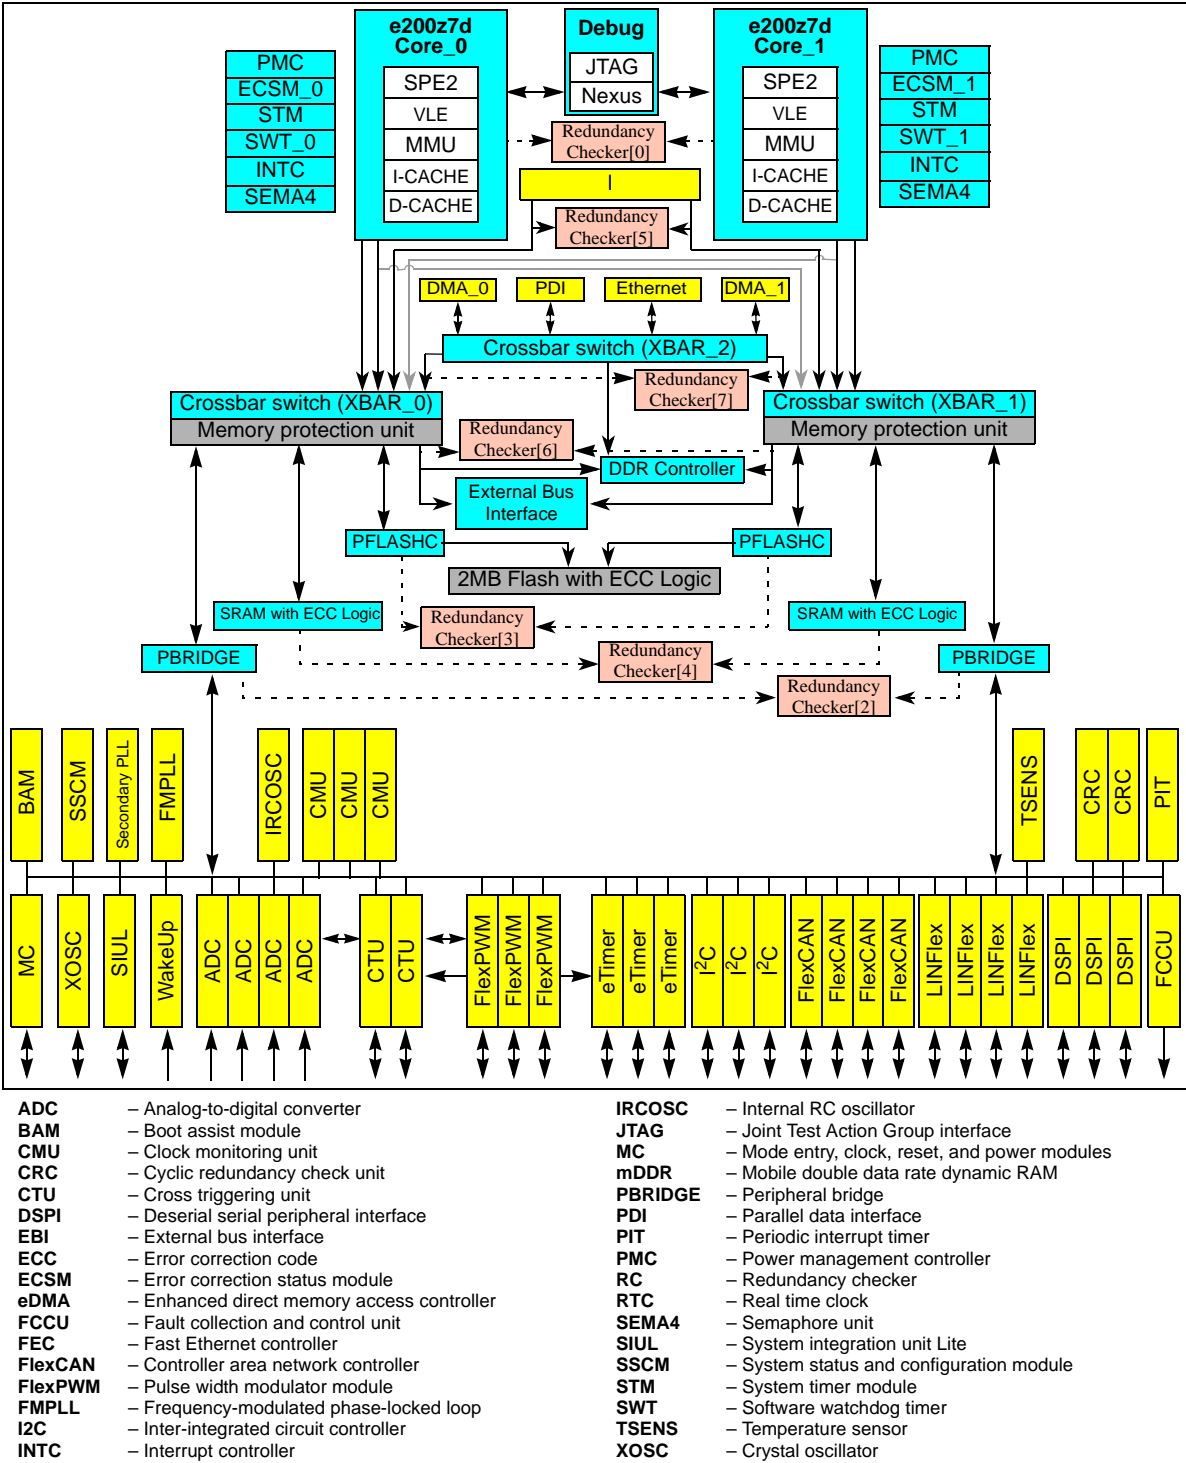 e200z7d
Core_0
SPE2
VLE
MMU
I-CACHE
D-CACHE
Debug
JTAG
Nexus
e200z7d
Core_1
SPE2
VLE
MMU
I-CACHE
D-CACHE
PMC
ECSM_0
STM
SWT_0
INTC
SEMA4
PMC
ECSM_1
STM
SWT_1
INTC
SEMA4
Redundancy
Checker[0]
I
Redundancy
Checker[5]
DMA_0
PDI
Ethernet
DMA_1
Crossbar switch (XBAR_2)
Redundancy
Checker[7]
Crossbar switch (XBAR_0)
Memory protection unit
Crossbar switch (XBAR_1)
Memory protection unit
Redundancy
Checker[6]
DDR Controller
External Bus
Interface
PFLASHC
PFLASHC
2MB Flash with ECC Logic
SRAM with ECC Logic
SRAM with ECC Logic
Redundancy
Checker[3]
Redundancy
Checker[4]
PBRIDGE
PBRIDGE
Redundancy
Checker[2]
BAM
SSCM
Secondary PLL
FMPLL
IRCOSC
CMU
CMU
CMU
TSENS
CRC
CRC
PIT
MC
XOSC
SIUL
WakeUp
ADC
ADC
ADC
ADC
CTU
CTU
FlexPWM
FlexPWM
FlexPWM
eTimer
eTimer
eTimer
I²C
I²C
I²C
FlexCAN
FlexCAN
FlexCAN
FlexCAN
LINFlex
LINFlex
LINFlex
LINFlex
DSPI
DSPI
DSPI
FCCU
ADC – Analog-to-digital converter
BAM – Boot assist module
CMU – Clock monitoring unit
CRC – Cyclic redundancy check unit
CTU – Cross triggering unit
DSPI – Deserial serial peripheral interface
EBI – External bus interface
ECC – Error correction code
ECSM – Error correction status module
eDMA – Enhanced direct memory access controller
FCCU – Fault collection and control unit
FEC – Fast Ethernet controller
FlexCAN – Controller area network controller
FlexPWM – Pulse width modulator module
FMPLL – Frequency-modulated phase-locked loop
I2C – Inter-integrated circuit controller
INTC – Interrupt controller
IRCOSC – Internal RC oscillator
JTAG – Joint Test Action Group interface
MC – Mode entry, clock, reset, and power modules
mDDR – Mobile double data rate dynamic RAM
PBRIDGE – Peripheral bridge
PDI – Parallel data interface
PIT – Periodic interrupt timer
PMC – Power management controller
RC – Redundancy checker
RTC – Real time clock
SEMA4 – Semaphore unit
SIUL – System integration unit Lite
SSCM – System status and configuration module
STM – System timer module
SWT – Software watchdog timer
TSENS – Temperature sensor
XOSC – Crystal oscillator